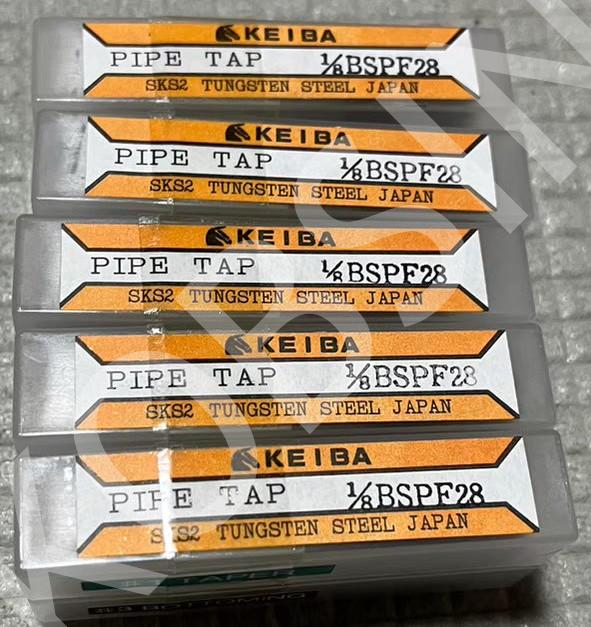 KEIBA
PIPE TAP 1/8BSPF28
SKS2 TUNGSTEN STEEL JAPAN
KEIBA
PIPE TAP 1/8BSPF28
SKS2 TUNGSTEN STEEL JAPAN
KEIBA
PIPE TAP 1/8BSPF28
SKS2 TUNGSTEN STEEL JAPAN
KEIBA
PIPE TAP 1/8BSPF28
SKS2 TUNGSTEN STEEL JAPAN
KEIBA
PIPE TAP 1/8BSPF28
SKS2 TUNGSTEN STEEL JAPAN
TAPER
#3 BOTTOMING